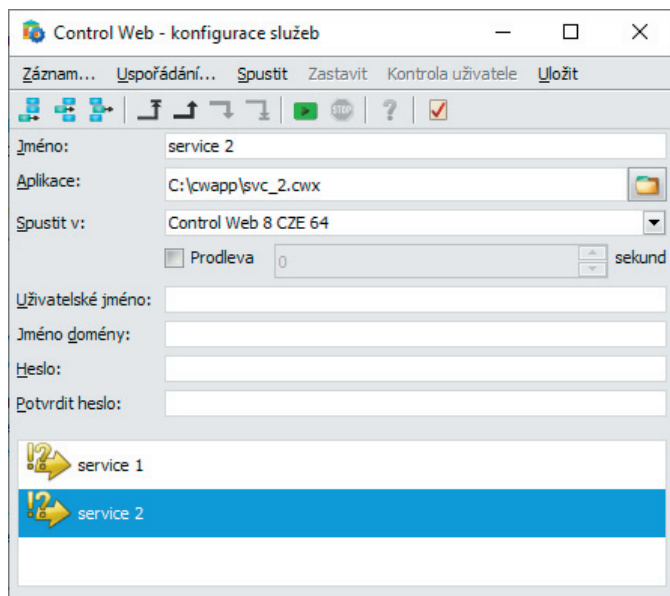 Control Web - konfigurace služeb
Záznam... Uspořádání... Spustit Zastavit Kontrola uživatele Uložit
STOP ?
Jméno: service 2
Aplikace: C:\cwapp\svc_2.cwx
Spustit v: Control Web 8 CZE 64
Prodleva 0 sekund
Uživatelské jméno:
Jméno domény:
Heslo:
Potvrdit heslo:
!? service 1
!? service 2